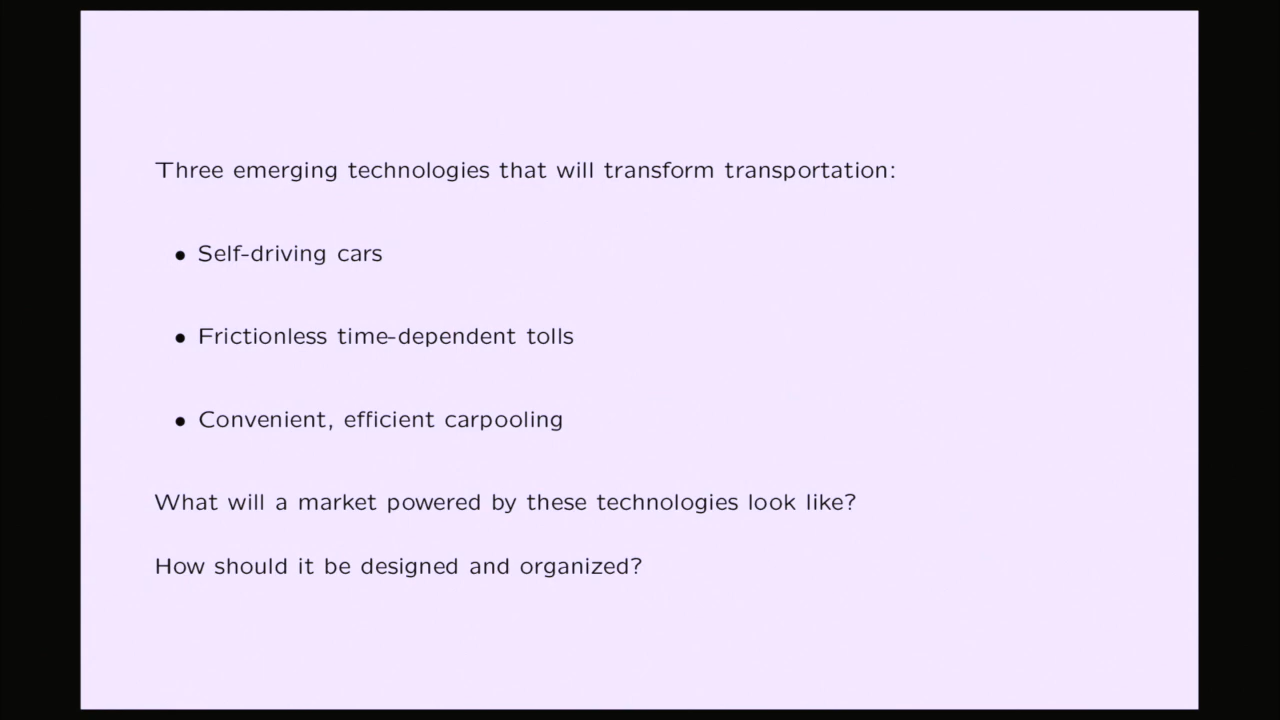 Three emerging technologies that will transform transportation:
• Self-driving cars
• Frictionless time-dependent tolls
• Convenient, efficient carpooling
What will a market powered by these technologies look like?
How should it be designed and organized?